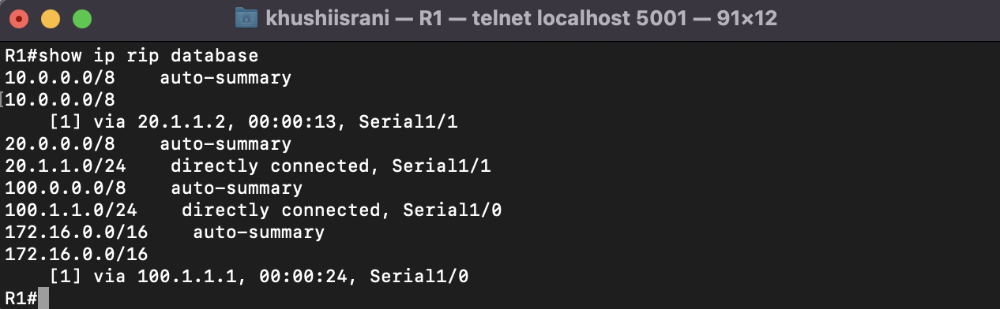 khushiisrani — R1 — telnet localhost 5001 — 91×12
R1#show ip rip database
10.0.0.0/8    auto-summary
[10.0.0.0/8
    [1] via 20.1.1.2, 00:00:13, Serial1/1
20.0.0.0/8    auto-summary
20.1.1.0/24    directly connected, Serial1/1
100.0.0.0/8    auto-summary
100.1.1.0/24    directly connected, Serial1/0
172.16.0.0/16    auto-summary
172.16.0.0/16
    [1] via 100.1.1.1, 00:00:24, Serial1/0
R1#